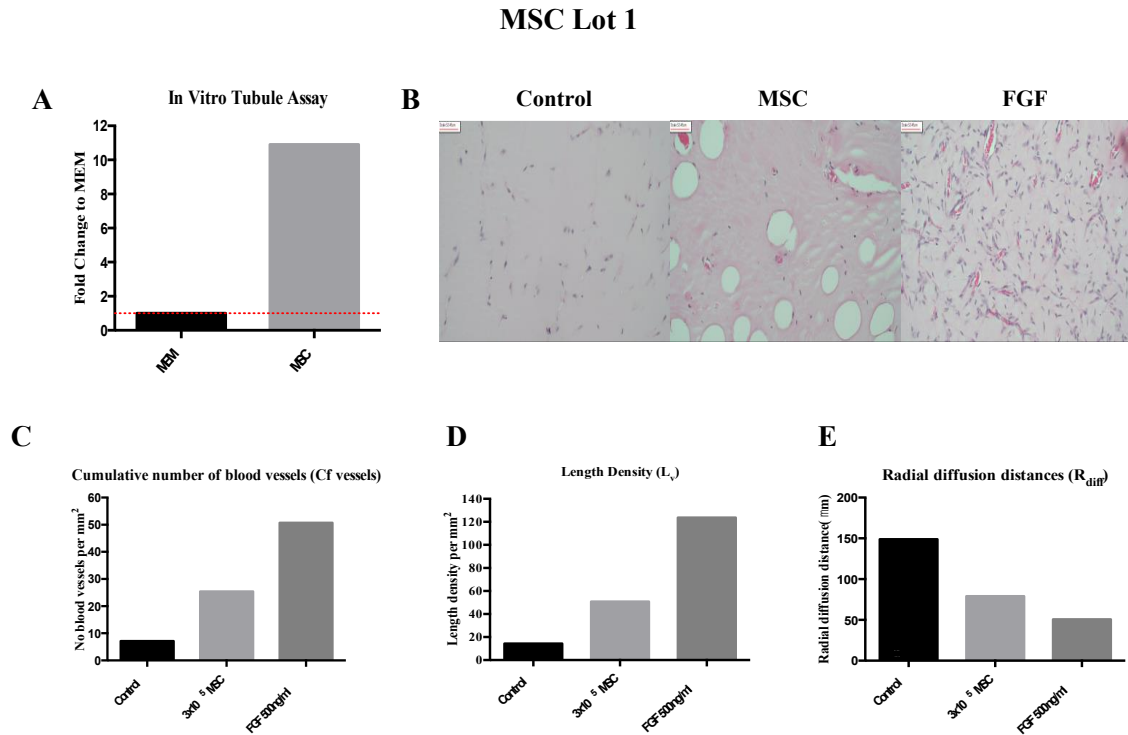 MSC Lot 1
A
In Vitro Tubule Assay
Fold Change to MEM
12
10
8
6
4
2
0
MEM
MSC
B
Control
MSC
FGF
C
Cumulative number of blood vessels (Cf vessels)
No blood vessels per mm²
60
50
40
30
20
10
0
Control
3x10 ⁵ MSC
FGF 500ng/ml
D
Length Density (Lᵥ)
Length density per mm²
140
120
100
80
60
40
20
0
Control
3x10 ⁵ MSC
FGF 500ng/ml
E
Radial diffusion distances (R_diff)
Radial diffusion distance( m)
200
150
100
50
0
Control
3x10 ⁵ MSC
FGF 500ng/ml